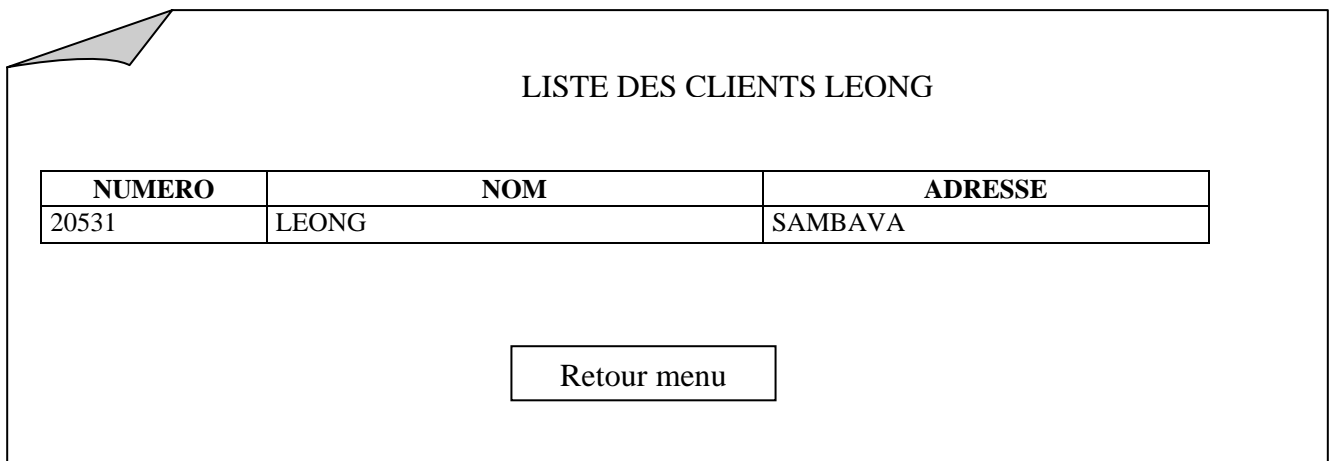 LISTE DES CLIENTS LEONG
NUMERO NOM ADRESSE
20531 LEONG SAMBAVA
Retour menu